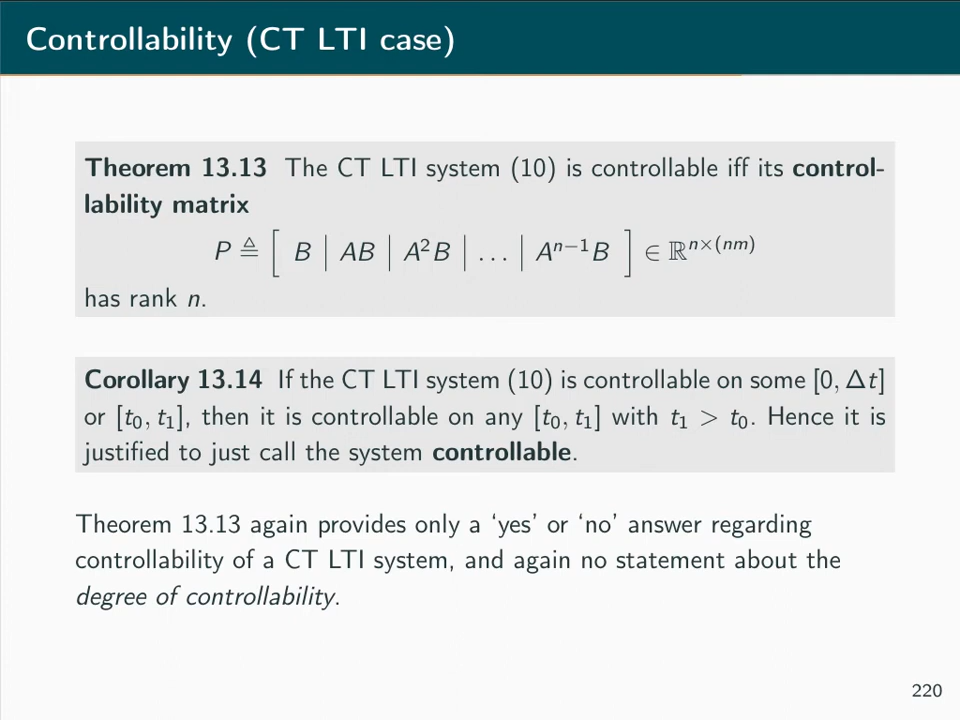 Controllability (CT LTI case)
Theorem 13.13 The CT LTI system (10) is controllable iff its control-
lability matrix
P ≜ [ B | AB | A²B | . . . | Aⁿ⁻¹B ] ∈ ℝⁿˣ⁽ⁿᵐ⁾
has rank n.
Corollary 13.14 If the CT LTI system (10) is controllable on some [0, Δt]
or [t₀, t₁], then it is controllable on any [t₀, t₁] with t₁ > t₀. Hence it is
justified to just call the system controllable.
Theorem 13.13 again provides only a ‘yes’ or ‘no’ answer regarding
controllability of a CT LTI system, and again no statement about the
degree of controllability.
220